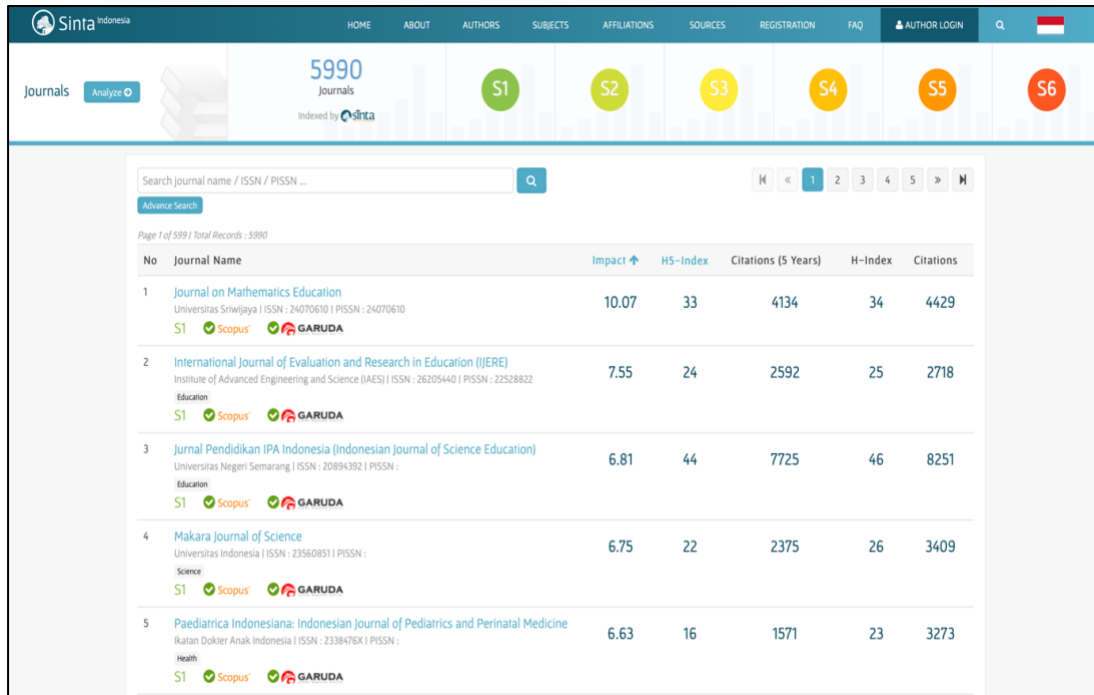 Sinta Indonesia
HOME ABOUT AUTHORS SUBJECTS AFFILIATIONS SOURCES REGISTRATION FAQ AUTHOR LOGIN
Journals Analyze
5990
Journals
Indexed by sinta
S1 S2 S3 S4 S5 S6
Search journal name / ISSN / PISSN ...
1 2 3 4 5
Advance Search
Page 1 of 599 | Total Records : 5990
No Journal Name Impact H5-Index Citations (5 Years) H-Index Citations
1 Journal on Mathematics Education 10.07 33 4134 34 4429
Universitas Sriwijaya | ISSN : 24070610 | PISSN : 24070610
S1 Scopus GARUDA
2 International Journal of Evaluation and Research in Education (IJERE) 7.55 24 2592 25 2718
Institute of Advanced Engineering and Science (IAES) | ISSN : 26205440 | PISSN : 22528822
Education
S1 Scopus GARUDA
3 Jurnal Pendidikan IPA Indonesia (Indonesian Journal of Science Education) 6.81 44 7725 46 8251
Universitas Negeri Semarang | ISSN : 20894392 | PISSN :
Education
S1 Scopus GARUDA
4 Makara Journal of Science 6.75 22 2375 26 3409
Universitas Indonesia | ISSN : 23560851 | PISSN :
Science
S1 Scopus GARUDA
5 Paediatrica Indonesiana: Indonesian Journal of Pediatrics and Perinatal Medicine 6.63 16 1571 23 3273
Ikatan Dokter Anak Indonesia | ISSN : 2338476X | PISSN :
Health
S1 Scopus GARUDA